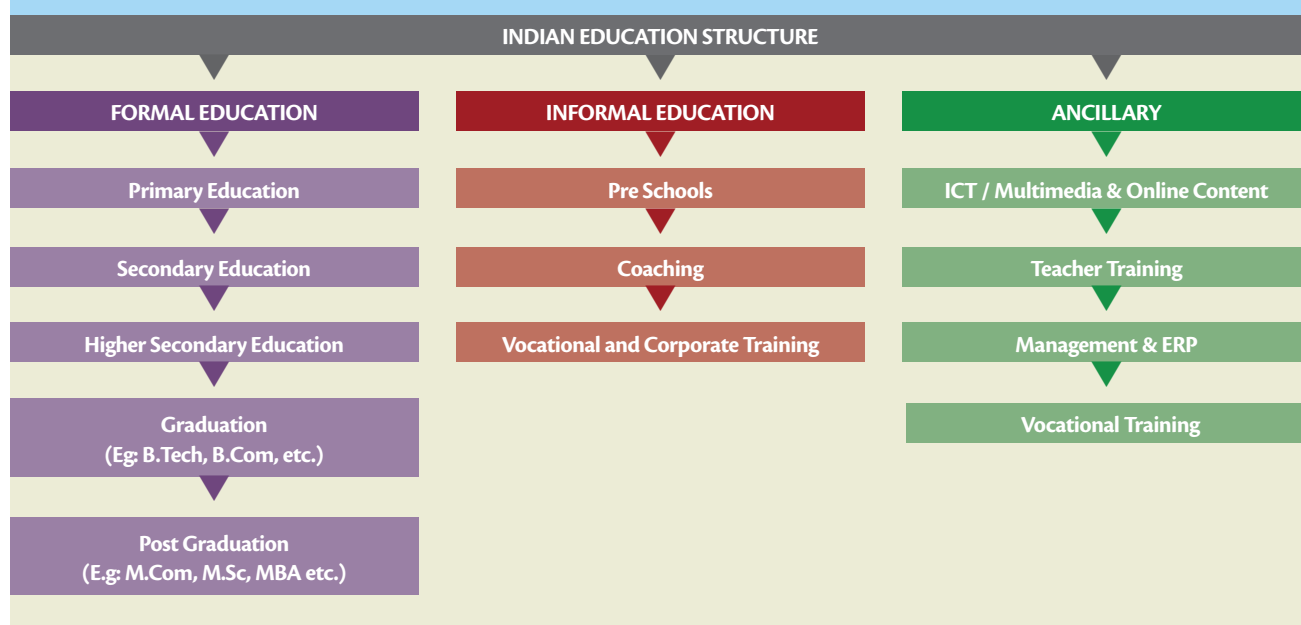 INDIAN EDUCATION STRUCTURE
FORMAL EDUCATION
Primary Education
Secondary Education
Higher Secondary Education
Graduation
(Eg: B.Tech, B.Com, etc.)
Post Graduation
(E.g: M.Com, M.Sc, MBA etc.)
INFORMAL EDUCATION
Pre Schools
Coaching
Vocational and Corporate Training
ANCILLARY
ICT / Multimedia & Online Content
Teacher Training
Management & ERP
Vocational Training